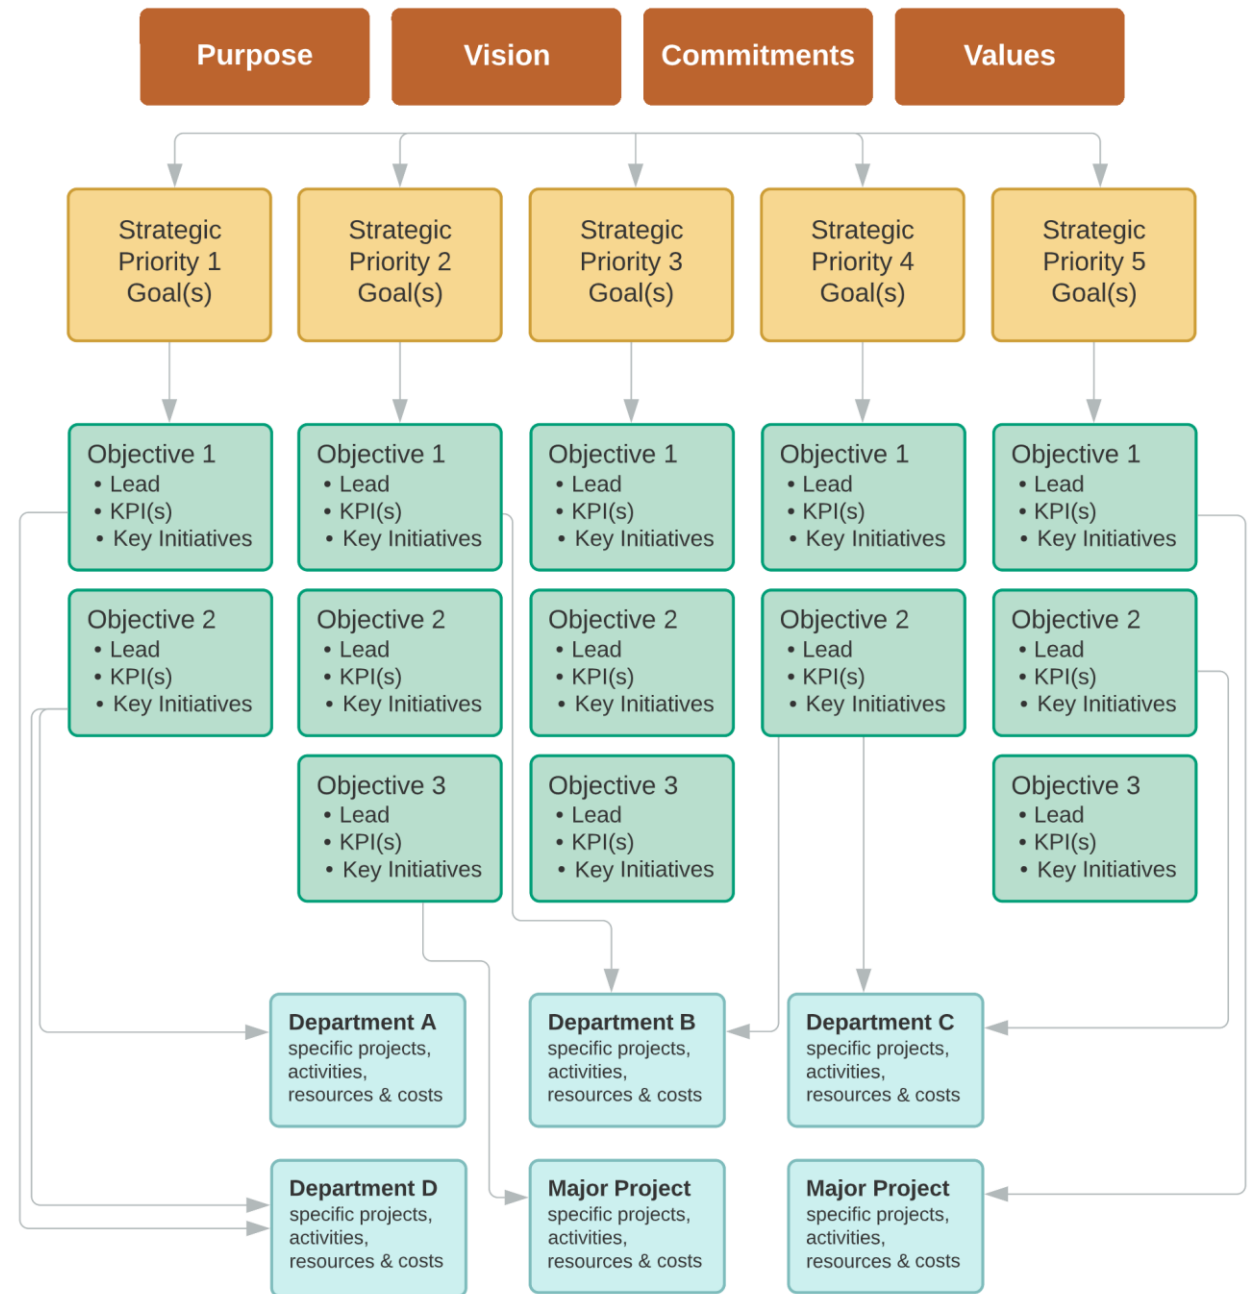 Purpose
Vision
Commitments
Values
Strategic
Priority 1
Goal(s)
Strategic
Priority 2
Goal(s)
Strategic
Priority 3
Goal(s)
Strategic
Priority 4
Goal(s)
Strategic
Priority 5
Goal(s)
Objective 1
• Lead
• KPI(s)
• Key Initiatives
Objective 1
• Lead
• KPI(s)
• Key Initiatives
Objective 1
• Lead
• KPI(s)
• Key Initiatives
Objective 1
• Lead
• KPI(s)
• Key Initiatives
Objective 1
• Lead
• KPI(s)
• Key Initiatives
Objective 2
• Lead
• KPI(s)
• Key Initiatives
Objective 2
• Lead
• KPI(s)
• Key Initiatives
Objective 2
• Lead
• KPI(s)
• Key Initiatives
Objective 2
• Lead
• KPI(s)
• Key Initiatives
Objective 2
• Lead
• KPI(s)
• Key Initiatives
Objective 3
• Lead
• KPI(s)
• Key Initiatives
Objective 3
• Lead
• KPI(s)
• Key Initiatives
Objective 3
• Lead
• KPI(s)
• Key Initiatives
Department A
specific projects,
activities,
resources & costs
Department B
specific projects,
activities,
resources & costs
Department C
specific projects,
activities,
resources & costs
Department D
specific projects,
activities,
resources & costs
Major Project
specific projects,
activities,
resources & costs
Major Project
specific projects,
activities,
resources & costs